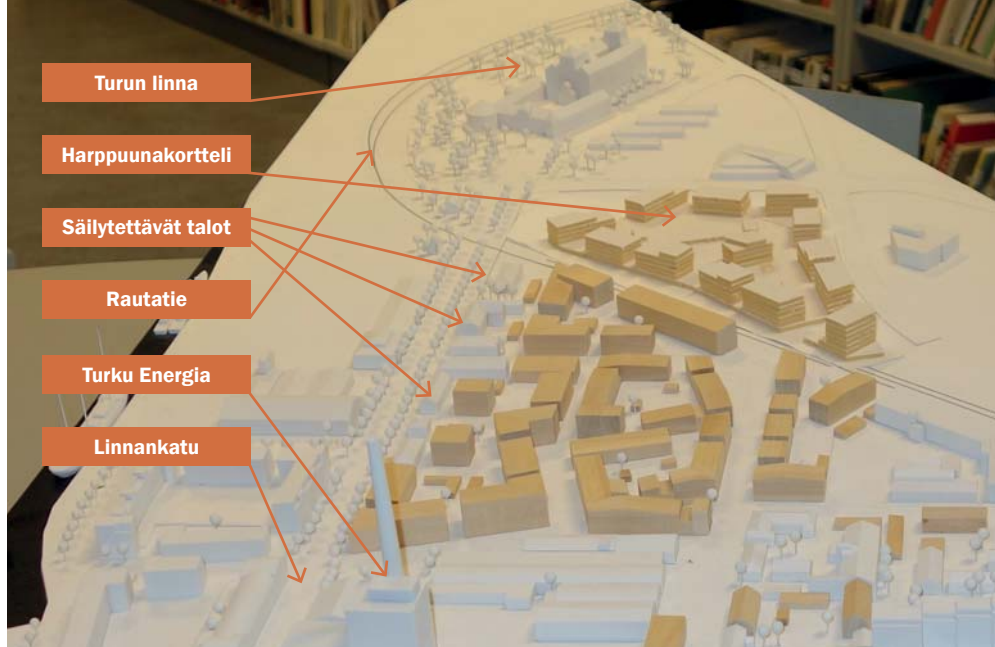 Turun linna
Harppuunakortteli
Säilytettävät talot
Rautatie
Turku Energia
Linnankatu